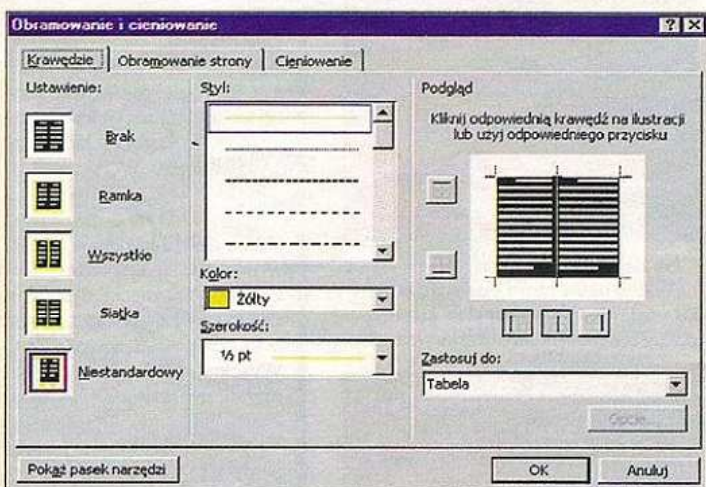 Obramowanie i cieniowanie
Krawędzie
Obramowanie strony
Cieniowanie
Ustawienie:
Brak
Ramka
Wszystkie
Siatka
Niestandardowy
Styl:
Kolor:
Żółty
Szerokość:
½ pt
Podgląd
Kliknij odpowiednią krawędź na ilustracji
lub użyj odpowiedniego przycisku
Zastosuj do:
Tabela
Opcje...
Pokaż pasek narzędzi
OK
Anuluj